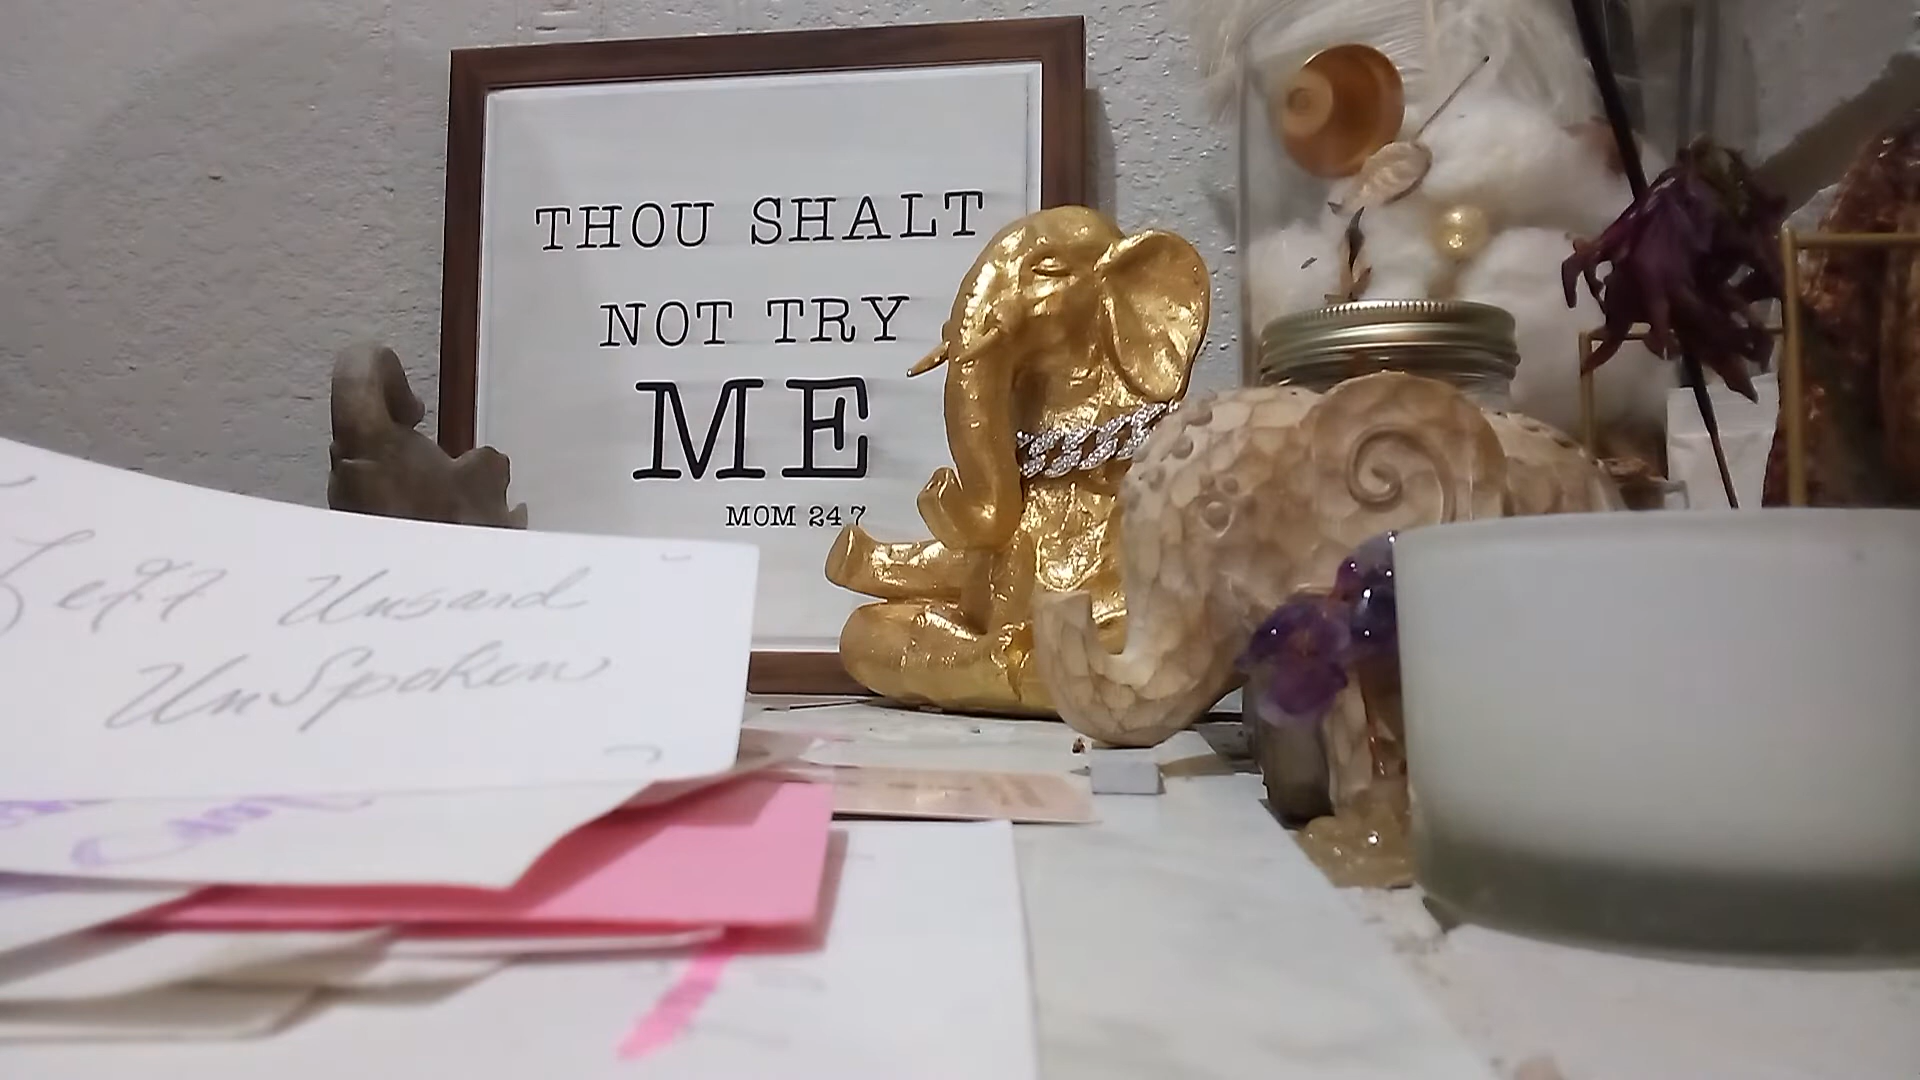 THOU SHALT
NOT TRY
ME
MOM 24 7
Left Unsaid
UnSpoken